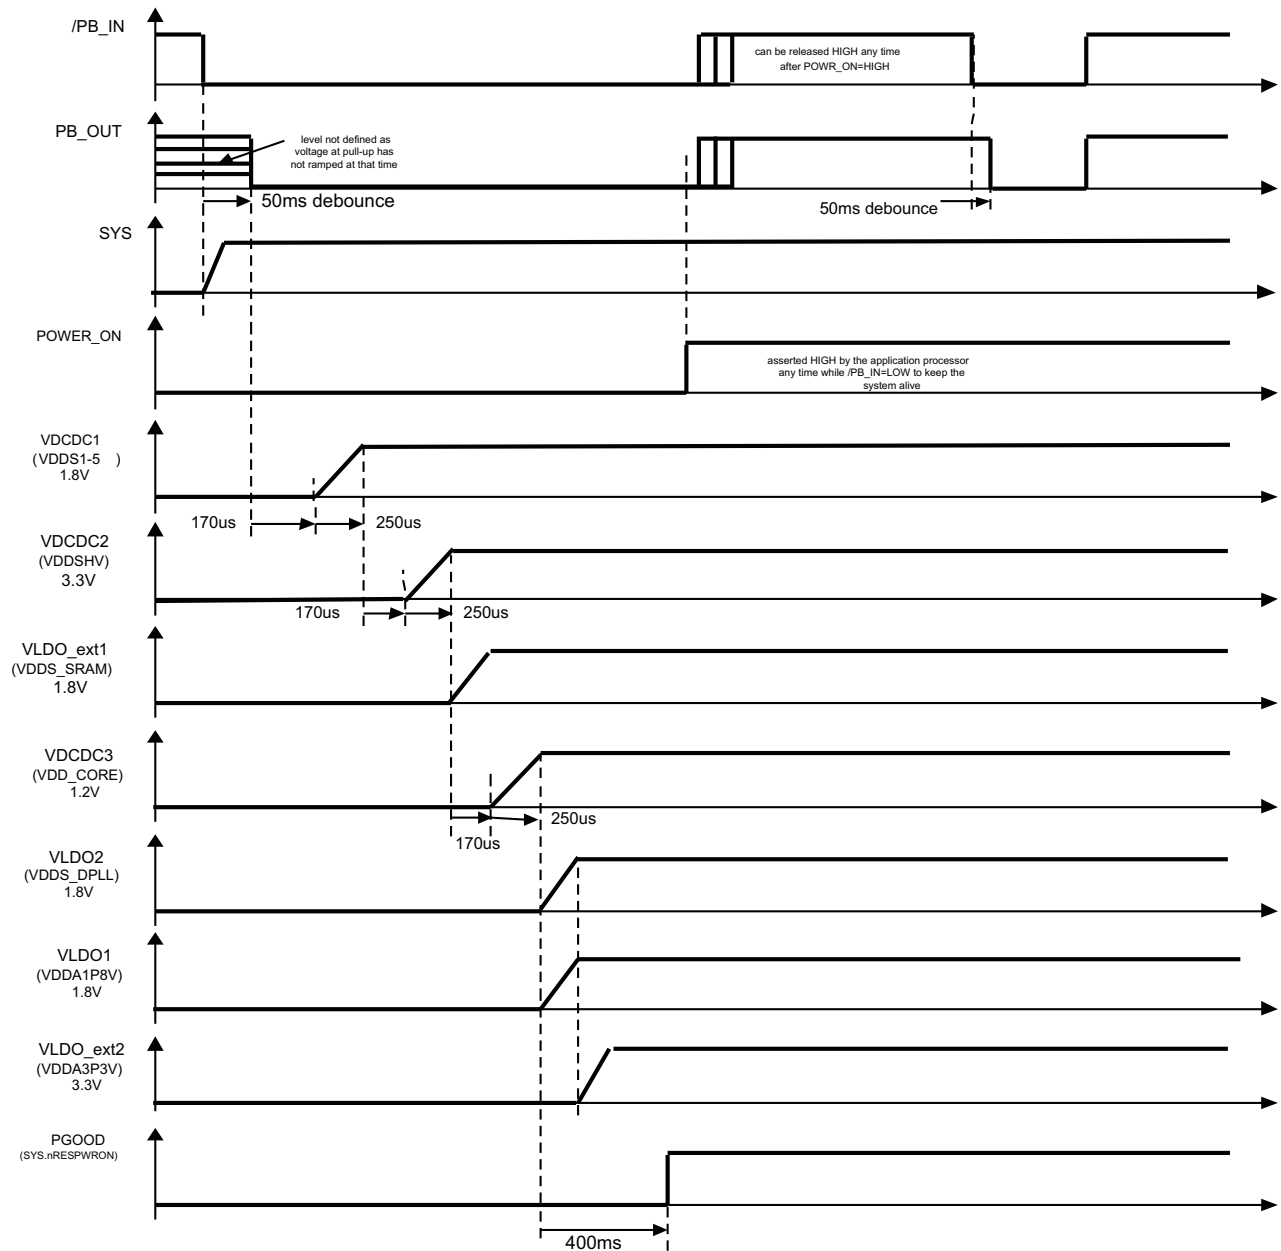 /PB_IN
can be released HIGH any time
after POWR_ON=HIGH
PB_OUT
level not defined as
voltage at pull-up has
not ramped at that time
50ms debounce
50ms debounce
SYS
POWER_ON
asserted HIGH by the application processor
any time while /PB_IN=LOW to keep the
system alive
VDCDC1
(VDDS1-5 )
1.8V
170us
250us
VDCDC2
(VDDSHV)
3.3V
170us
250us
VLDO_ext1
(VDDS_SRAM)
1.8V
VDCDC3
(VDD_CORE)
1.2V
250us
170us
VLDO2
(VDDS_DPLL)
1.8V
VLDO1
(VDDA1P8V)
1.8V
VLDO_ext2
(VDDA3P3V)
3.3V
PGOOD
(SYS.nRESPWRON)
400ms